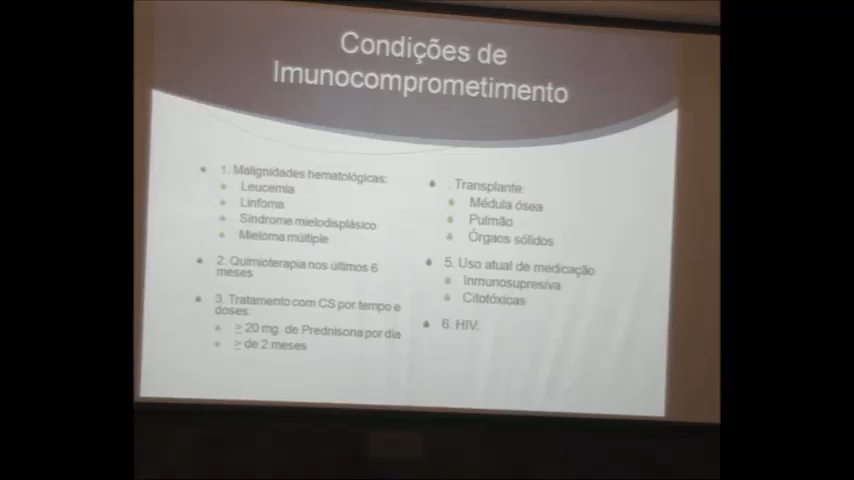 Condições de
Imunocomprometimento
1. Malignidades hematológicas:
Leucemia
Linfoma
Síndrome mielodisplásico
Mieloma múltiple
2. Quimioterapia nos últimos 6
meses
3. Tratamento com CS por tempo e
doses:
≥ 20 mg. de Prednisona por dia
≥ de 2 meses
. Transplante:
Médula ósea
Pulmão
Órgaos sólidos
5. Uso atual de medicação
Inmunosupresiva
Citotóxicas
6. HIV.